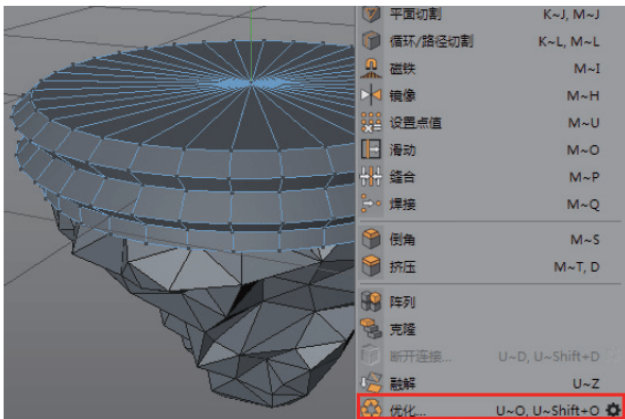 平面切割 K~J, M~J
循环/路径切割 K~L, M~L
磁铁 M~I
镜像 M~H
设置点值 M~U
滑动 M~O
缝合 M~P
焊接 M~Q
倒角 M~S
挤压 M~T, D
阵列
克隆
断开连接... U~D, U~Shift+D
融解 U~Z
优化... U~O, U~Shift+O